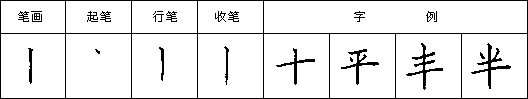 笔画 起笔 行笔 收笔 字例
丨 丶 丨 丨 十 平 丰 半